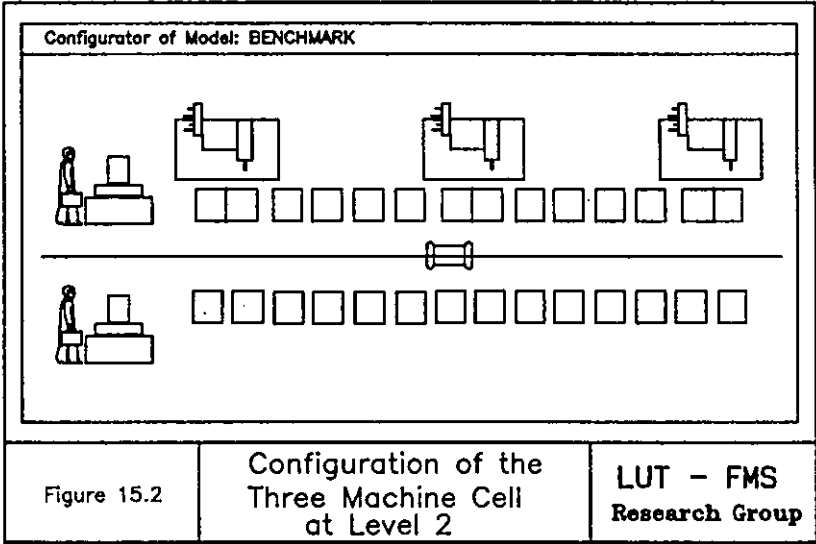 Configurator of Model: BENCHMARK
Figure 15.2
Configuration of the
Three Machine Cell
at Level 2
LUT - FMS
Research Group